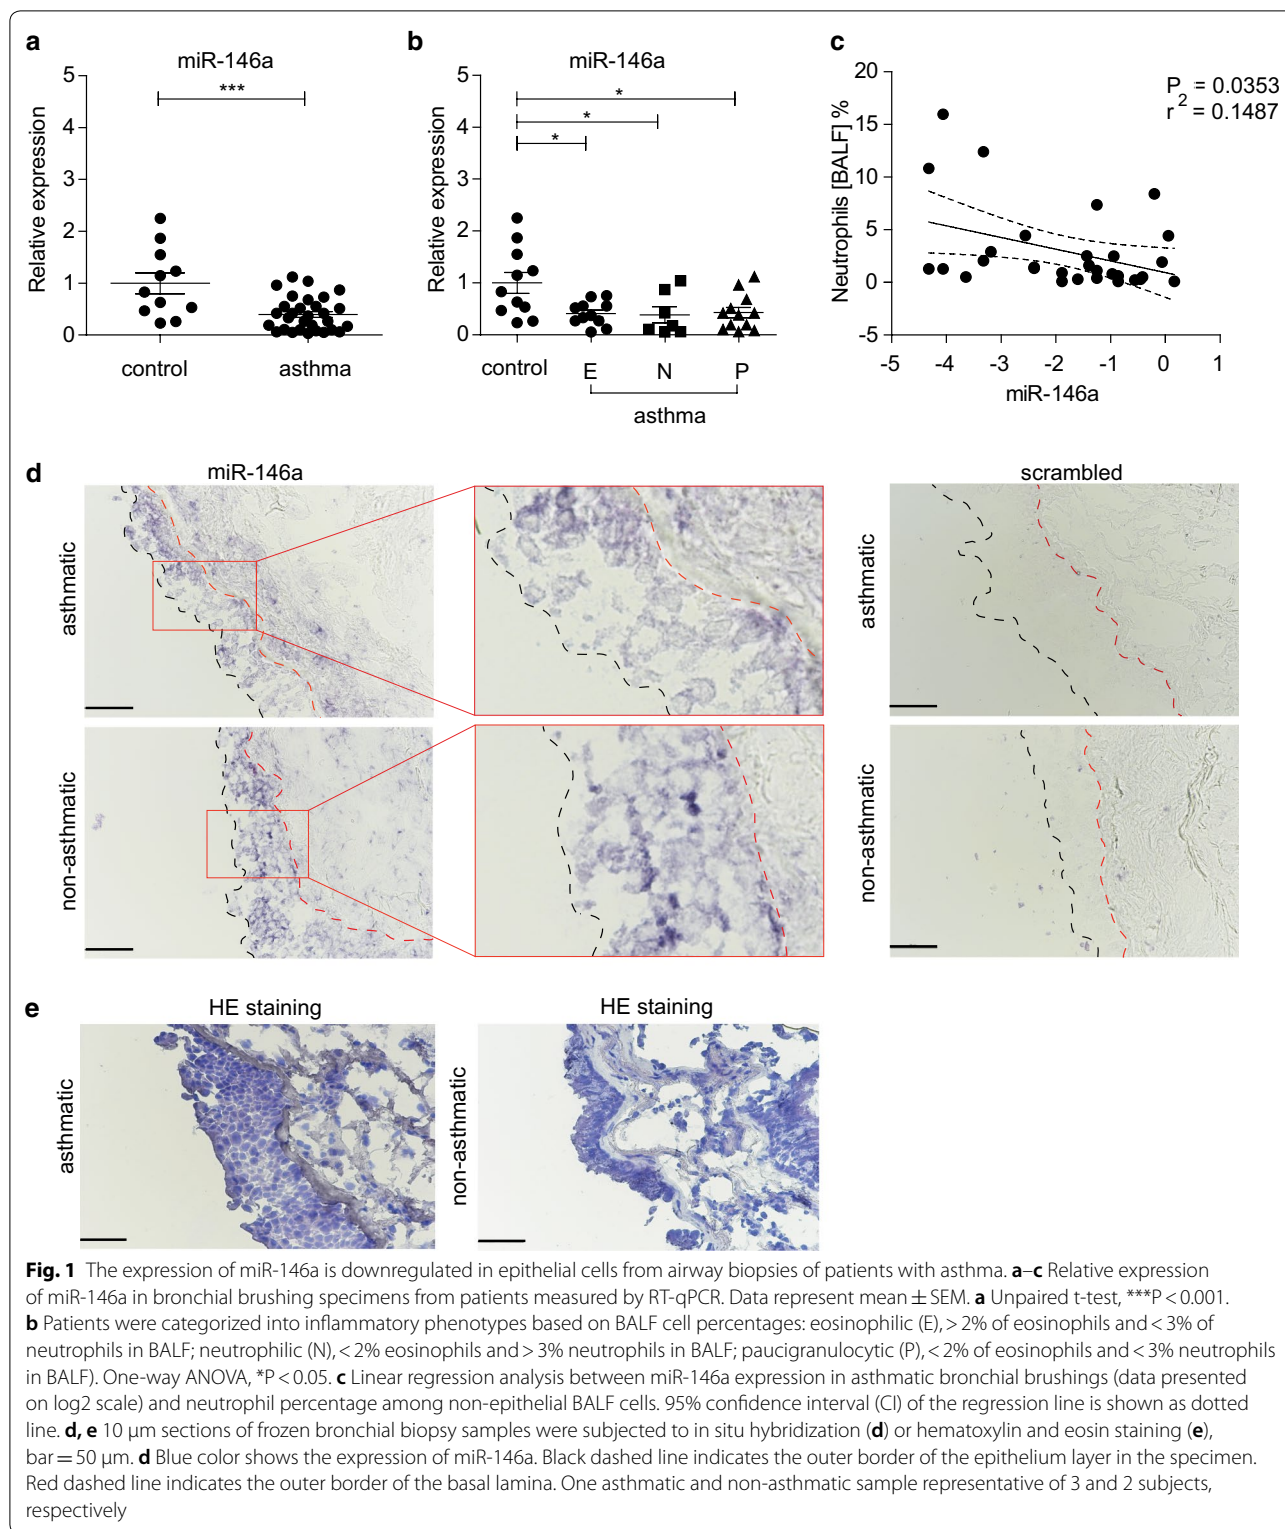 a
miR-146a
5
4
3
2
1
0
Relative expression
***
control
asthma
b
miR-146a
5
4
3
2
1
0
Relative expression
*
*
*
control
E
N
P
asthma
c
20
15
10
5
0
-5
Neutrophils [BALF] %
P = 0.0353
r2 = 0.1487
-5 -4 -3 -2 -1 0 1
miR-146a
d
miR-146a
scrambled
asthmatic
asthmatic
non-asthmatic
non-asthmatic
e
HE staining
HE staining
asthmatic
non-asthmatic
Fig. 1 The expression of miR-146a is downregulated in epithelial cells from airway biopsies of patients with asthma. a–c Relative expression
of miR-146a in bronchial brushing specimens from patients measured by RT-qPCR. Data represent mean ± SEM. a Unpaired t-test, ***P < 0.001.
b Patients were categorized into inflammatory phenotypes based on BALF cell percentages: eosinophilic (E), > 2% of eosinophils and < 3% of
neutrophils in BALF; neutrophilic (N), < 2% eosinophils and > 3% neutrophils in BALF; paucigranulocytic (P), < 2% of eosinophils and < 3% neutrophils
in BALF). One-way ANOVA, *P < 0.05. c Linear regression analysis between miR-146a expression in asthmatic bronchial brushings (data presented
on log2 scale) and neutrophil percentage among non-epithelial BALF cells. 95% confidence interval (CI) of the regression line is shown as dotted
line. d, e 10 μm sections of frozen bronchial biopsy samples were subjected to in situ hybridization (d) or hematoxylin and eosin staining (e),
bar = 50 μm. d Blue color shows the expression of miR-146a. Black dashed line indicates the outer border of the epithelium layer in the specimen.
Red dashed line indicates the outer border of the basal lamina. One asthmatic and non-asthmatic sample representative of 3 and 2 subjects,
respectively